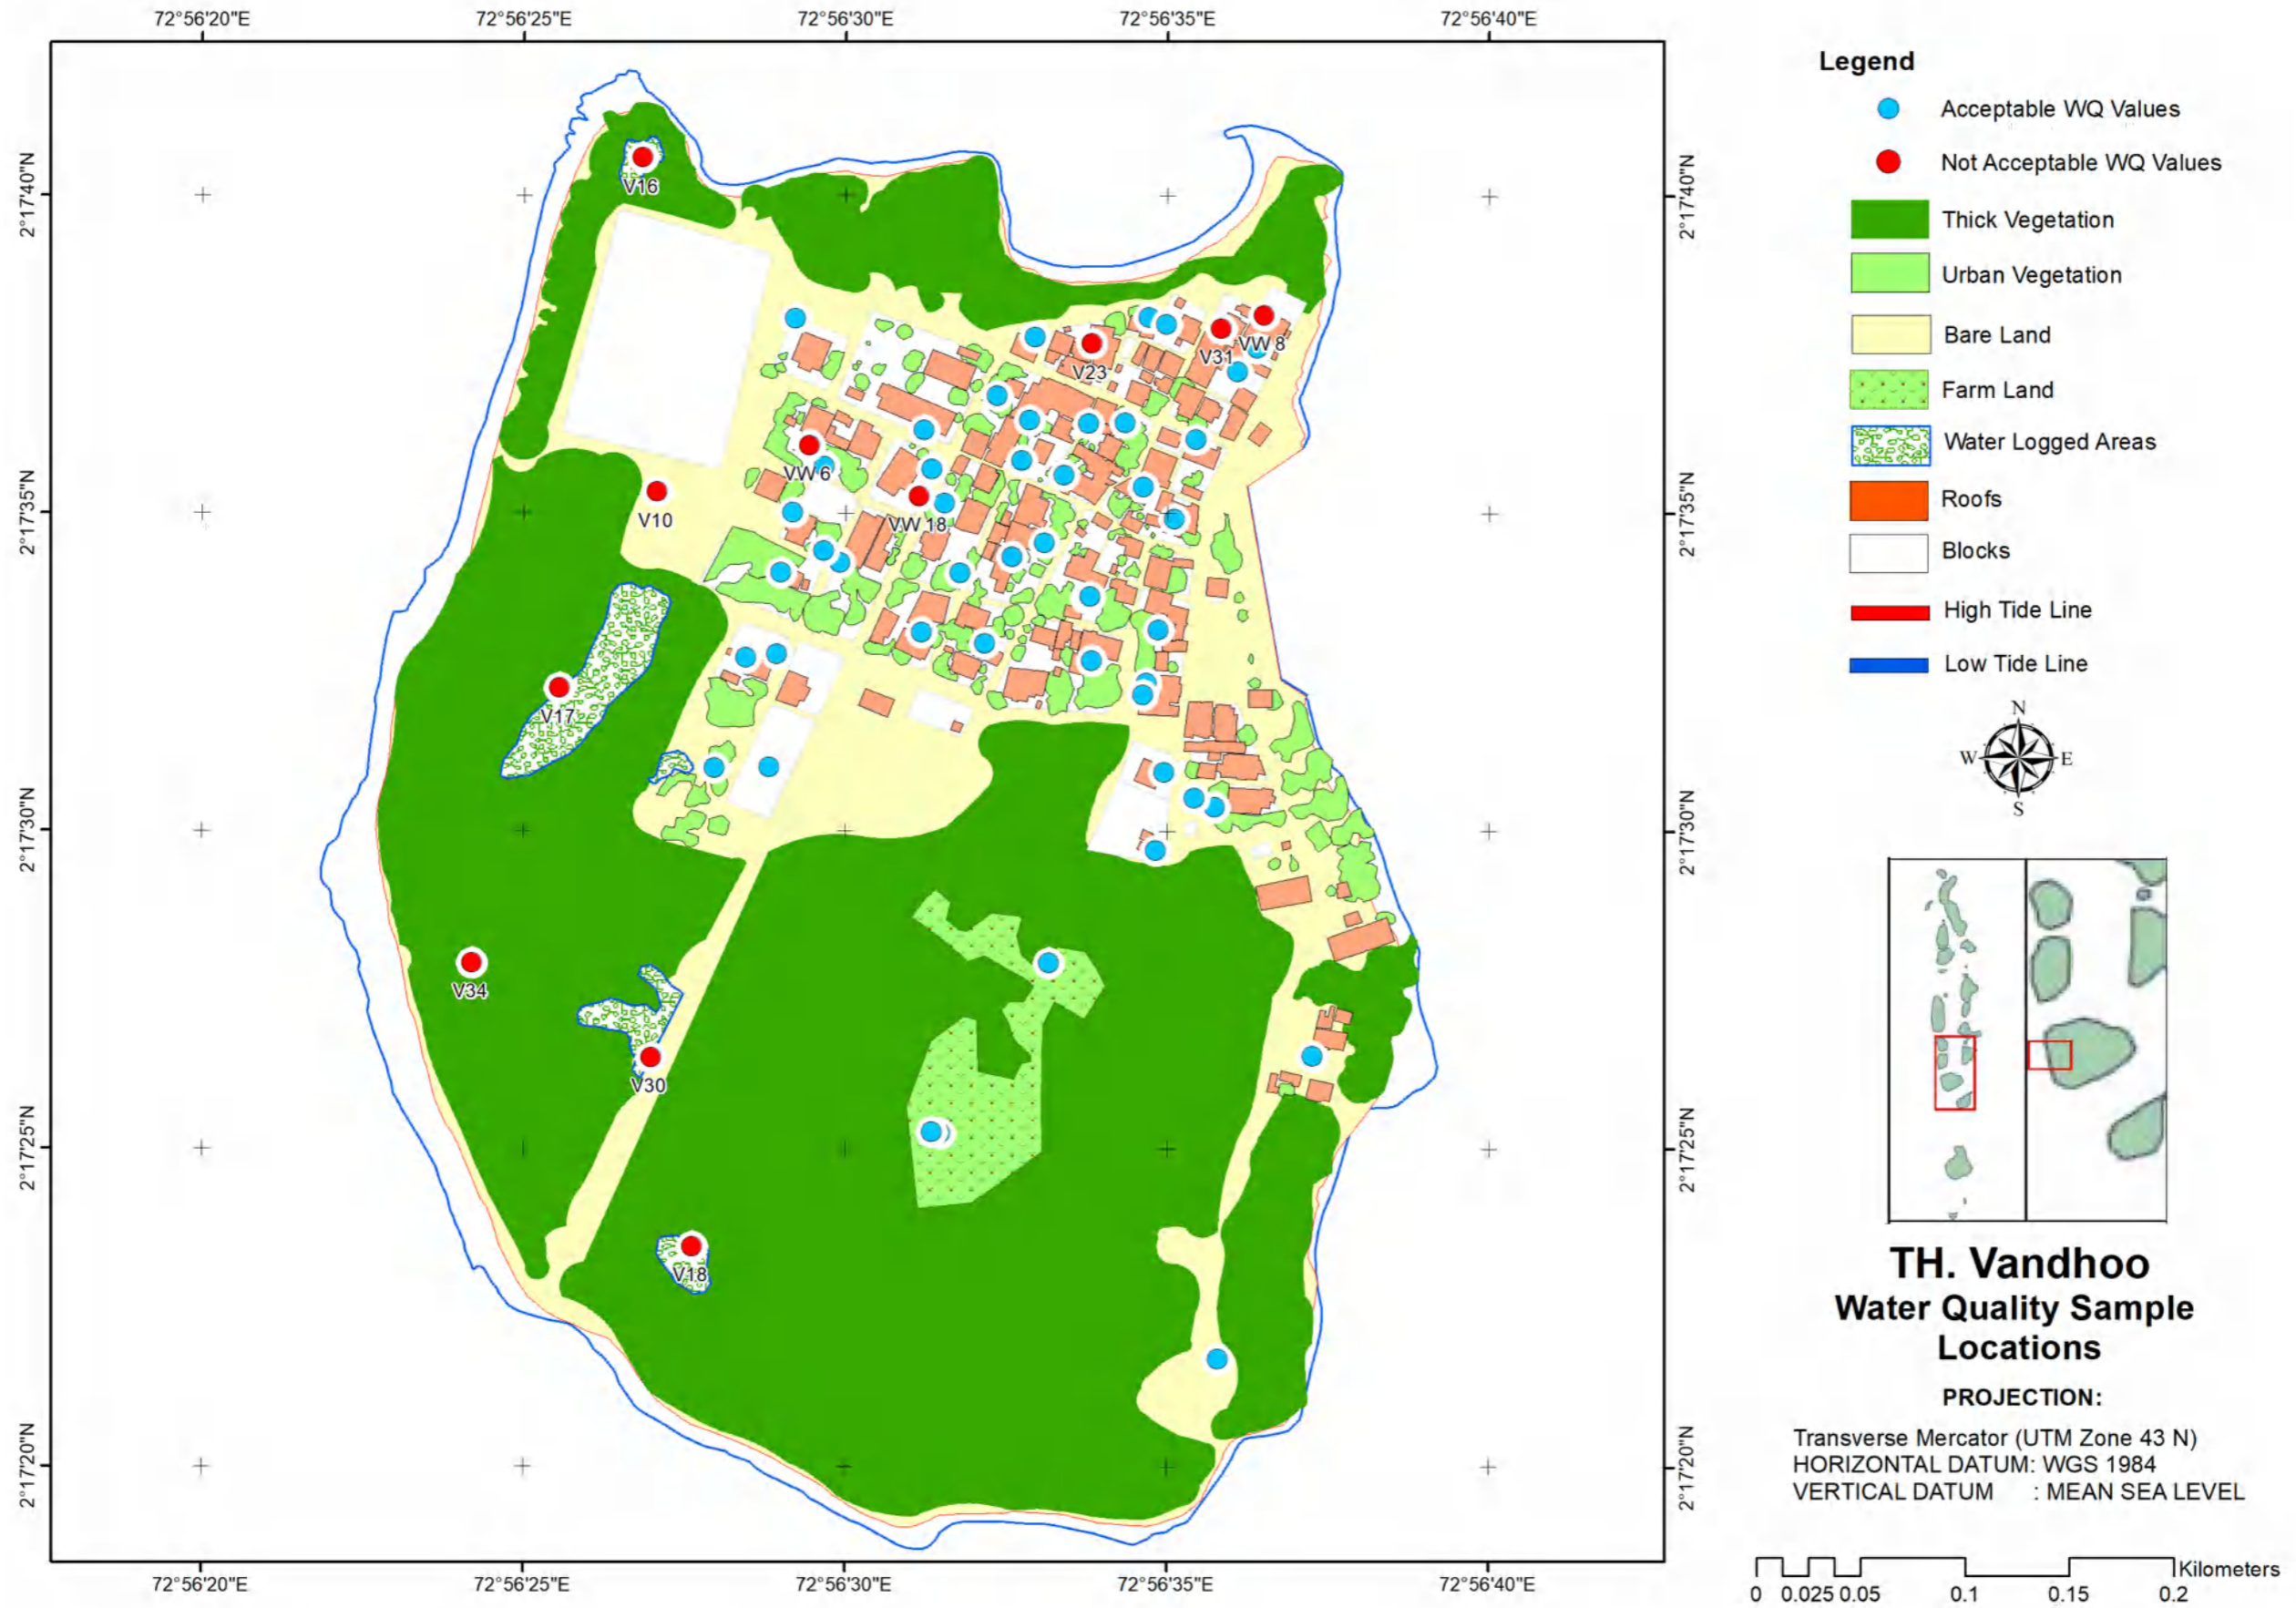 72°56'20"E 72°56'25"E 72°56'30"E 72°56'35"E 72°56'40"E
2°17'40"N
2°17'35"N
2°17'30"N
2°17'25"N
2°17'20"N
V16
V23
V31
VW 8
VW 6
V10
VW 18
V17
V34
V30
V18
2°17'40"N
2°17'35"N
2°17'30"N
2°17'25"N
2°17'20"N
72°56'20"E 72°56'25"E 72°56'30"E 72°56'35"E 72°56'40"E
Legend
Acceptable WQ Values
Not Acceptable WQ Values
Thick Vegetation
Urban Vegetation
Bare Land
Farm Land
Water Logged Areas
Roofs
Blocks
High Tide Line
Low Tide Line
N
W E
S
TH. Vandhoo
Water Quality Sample
Locations
PROJECTION:
Transverse Mercator (UTM Zone 43 N)
HORIZONTAL DATUM: WGS 1984
VERTICAL DATUM : MEAN SEA LEVEL
Kilometers
0 0.025 0.05 0.1 0.15 0.2